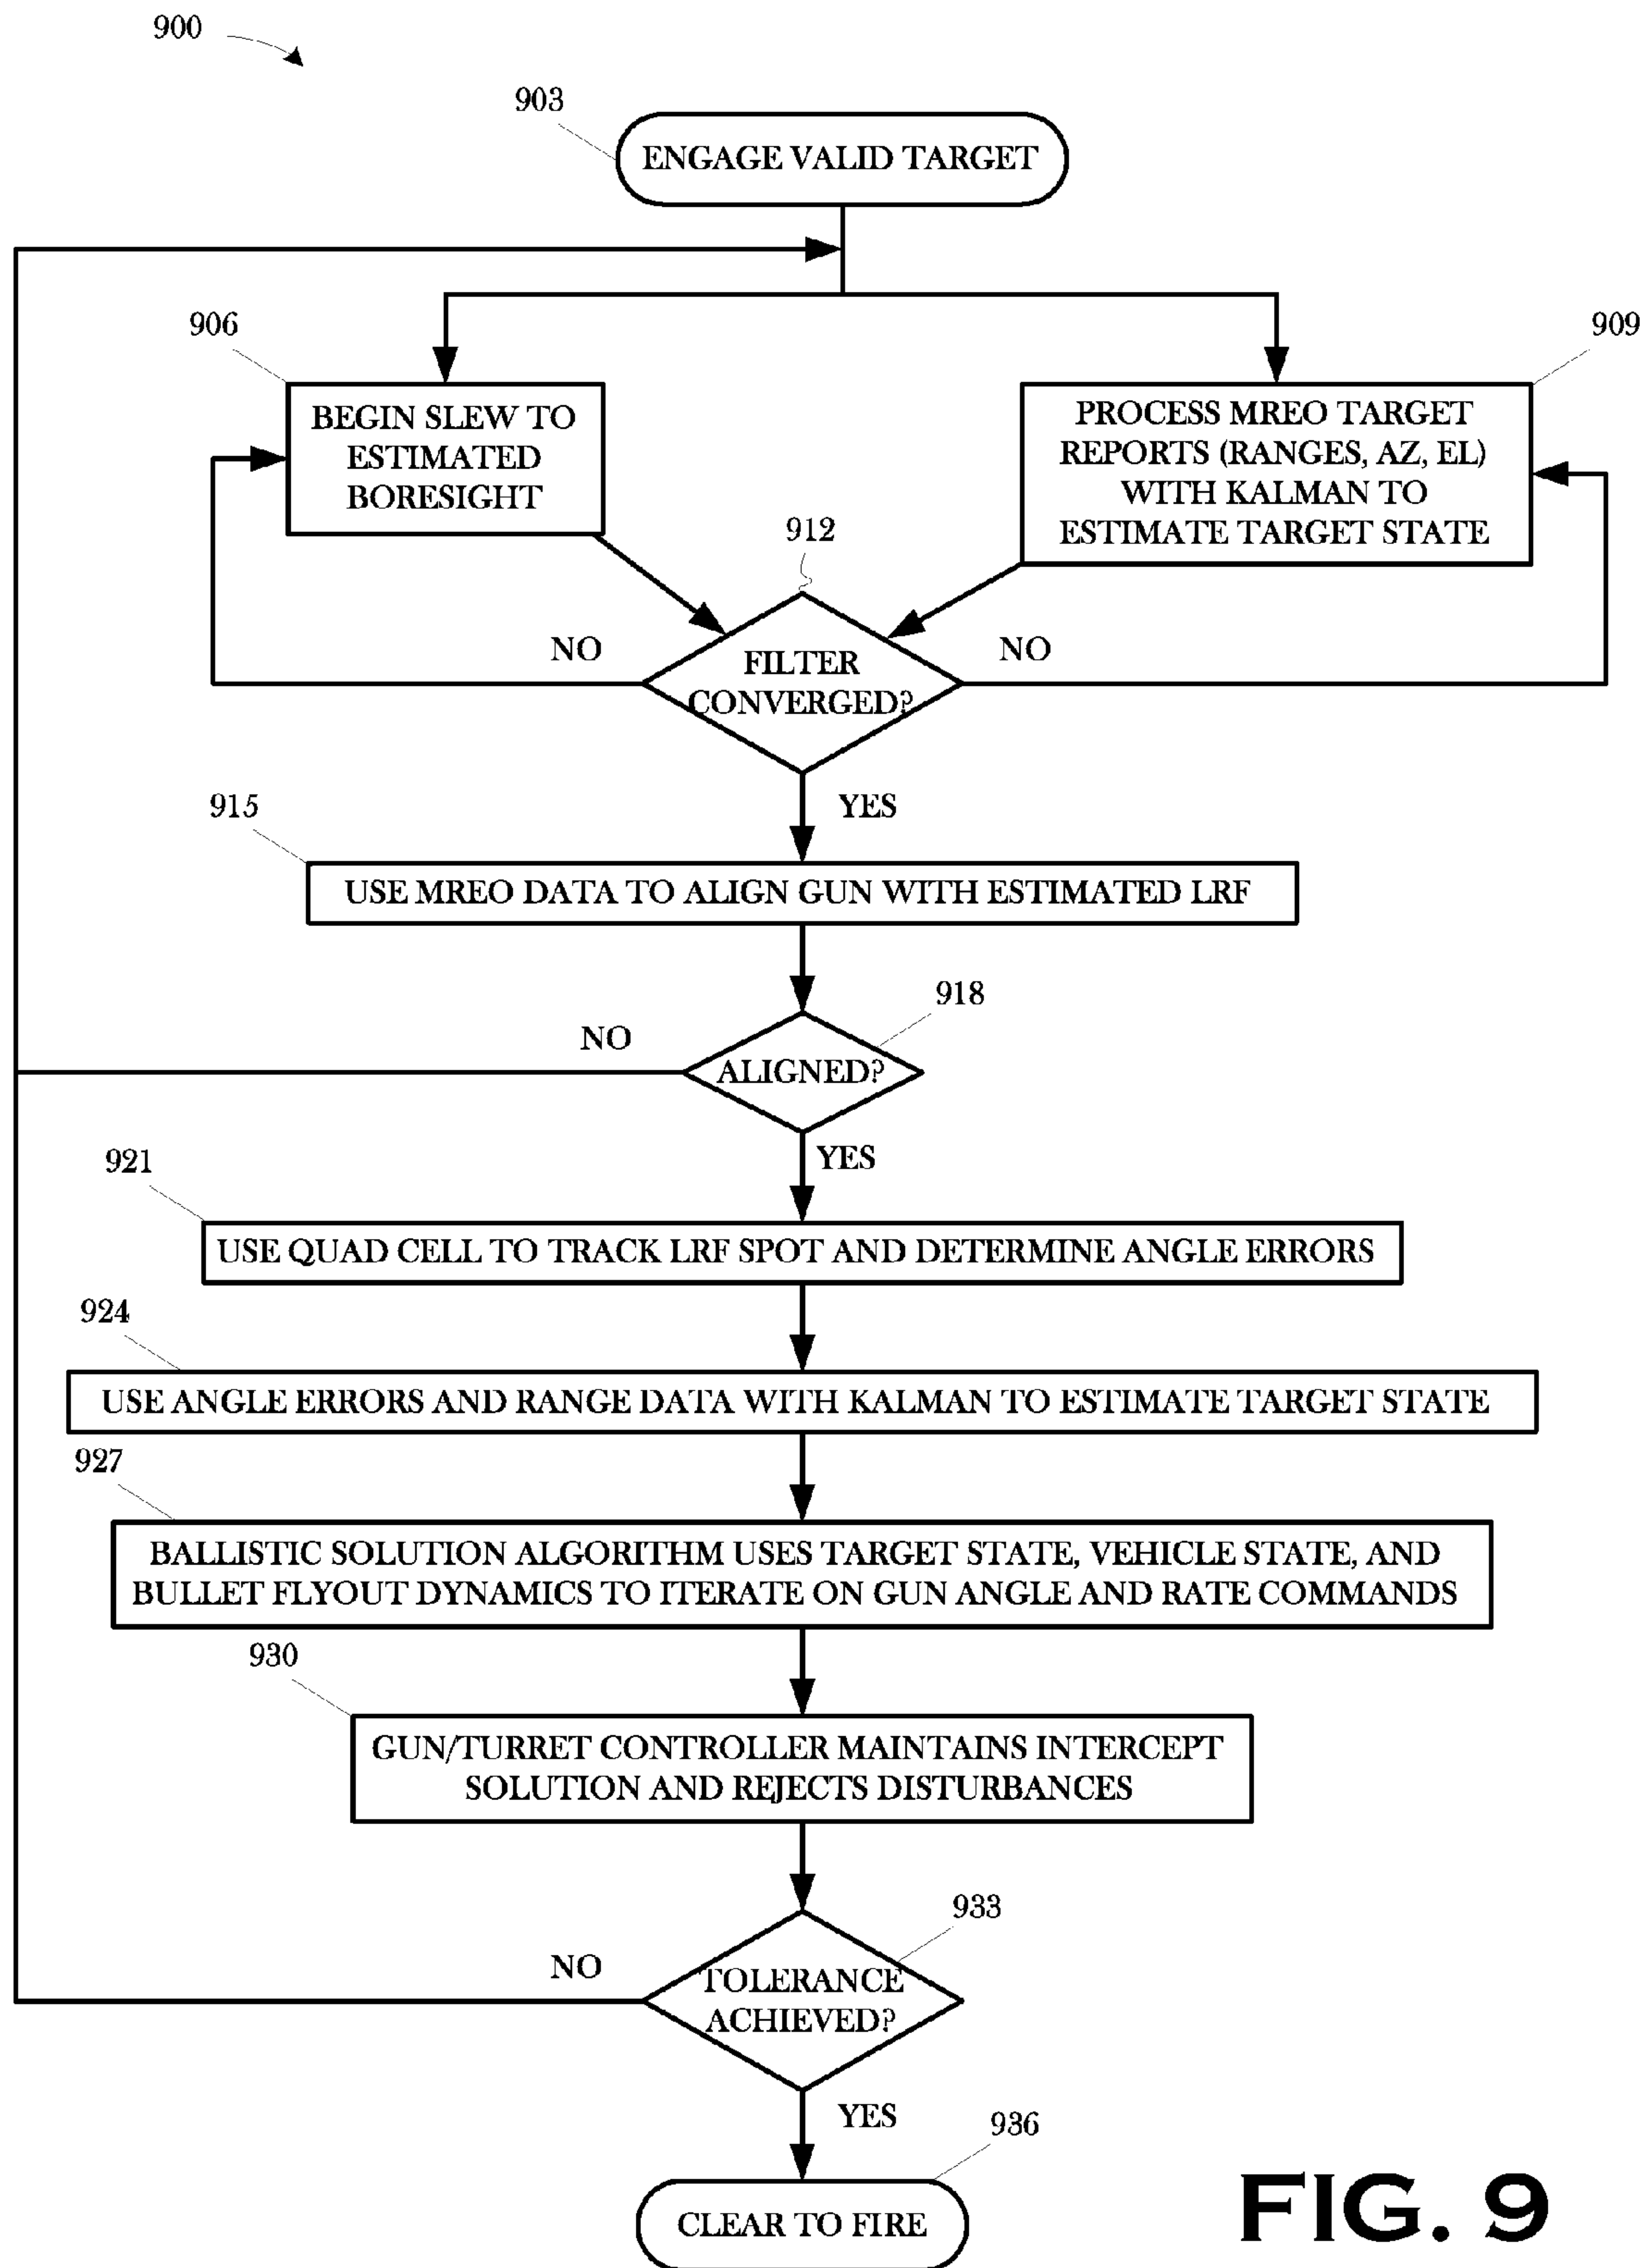 900
903
ENGAGE VALID TARGET
906
909
BEGIN SLEW TO
ESTIMATED
BORESIGHT
PROCESS MREO TARGET
REPORTS (RANGES, AZ, EL)
WITH KALMAN TO
ESTIMATE TARGET STATE
912
NO
NO
FILTER
CONVERGED?
YES
915
USE MREO DATA TO ALIGN GUN WITH ESTIMATED LRF
918
NO
ALIGNED?
YES
921
USE QUAD CELL TO TRACK LRF SPOT AND DETERMINE ANGLE ERRORS
924
USE ANGLE ERRORS AND RANGE DATA WITH KALMAN TO ESTIMATE TARGET STATE
927
BALLISTIC SOLUTION ALGORITHM USES TARGET STATE, VEHICLE STATE, AND
BULLET FLYOUT DYNAMICS TO ITERATE ON GUN ANGLE AND RATE COMMANDS
930
GUN/TURRET CONTROLLER MAINTAINS INTERCEPT
SOLUTION AND REJECTS DISTURBANCES
933
NO
TOLERANCE
ACHIEVED?
YES
936
CLEAR TO FIRE
FIG. 9